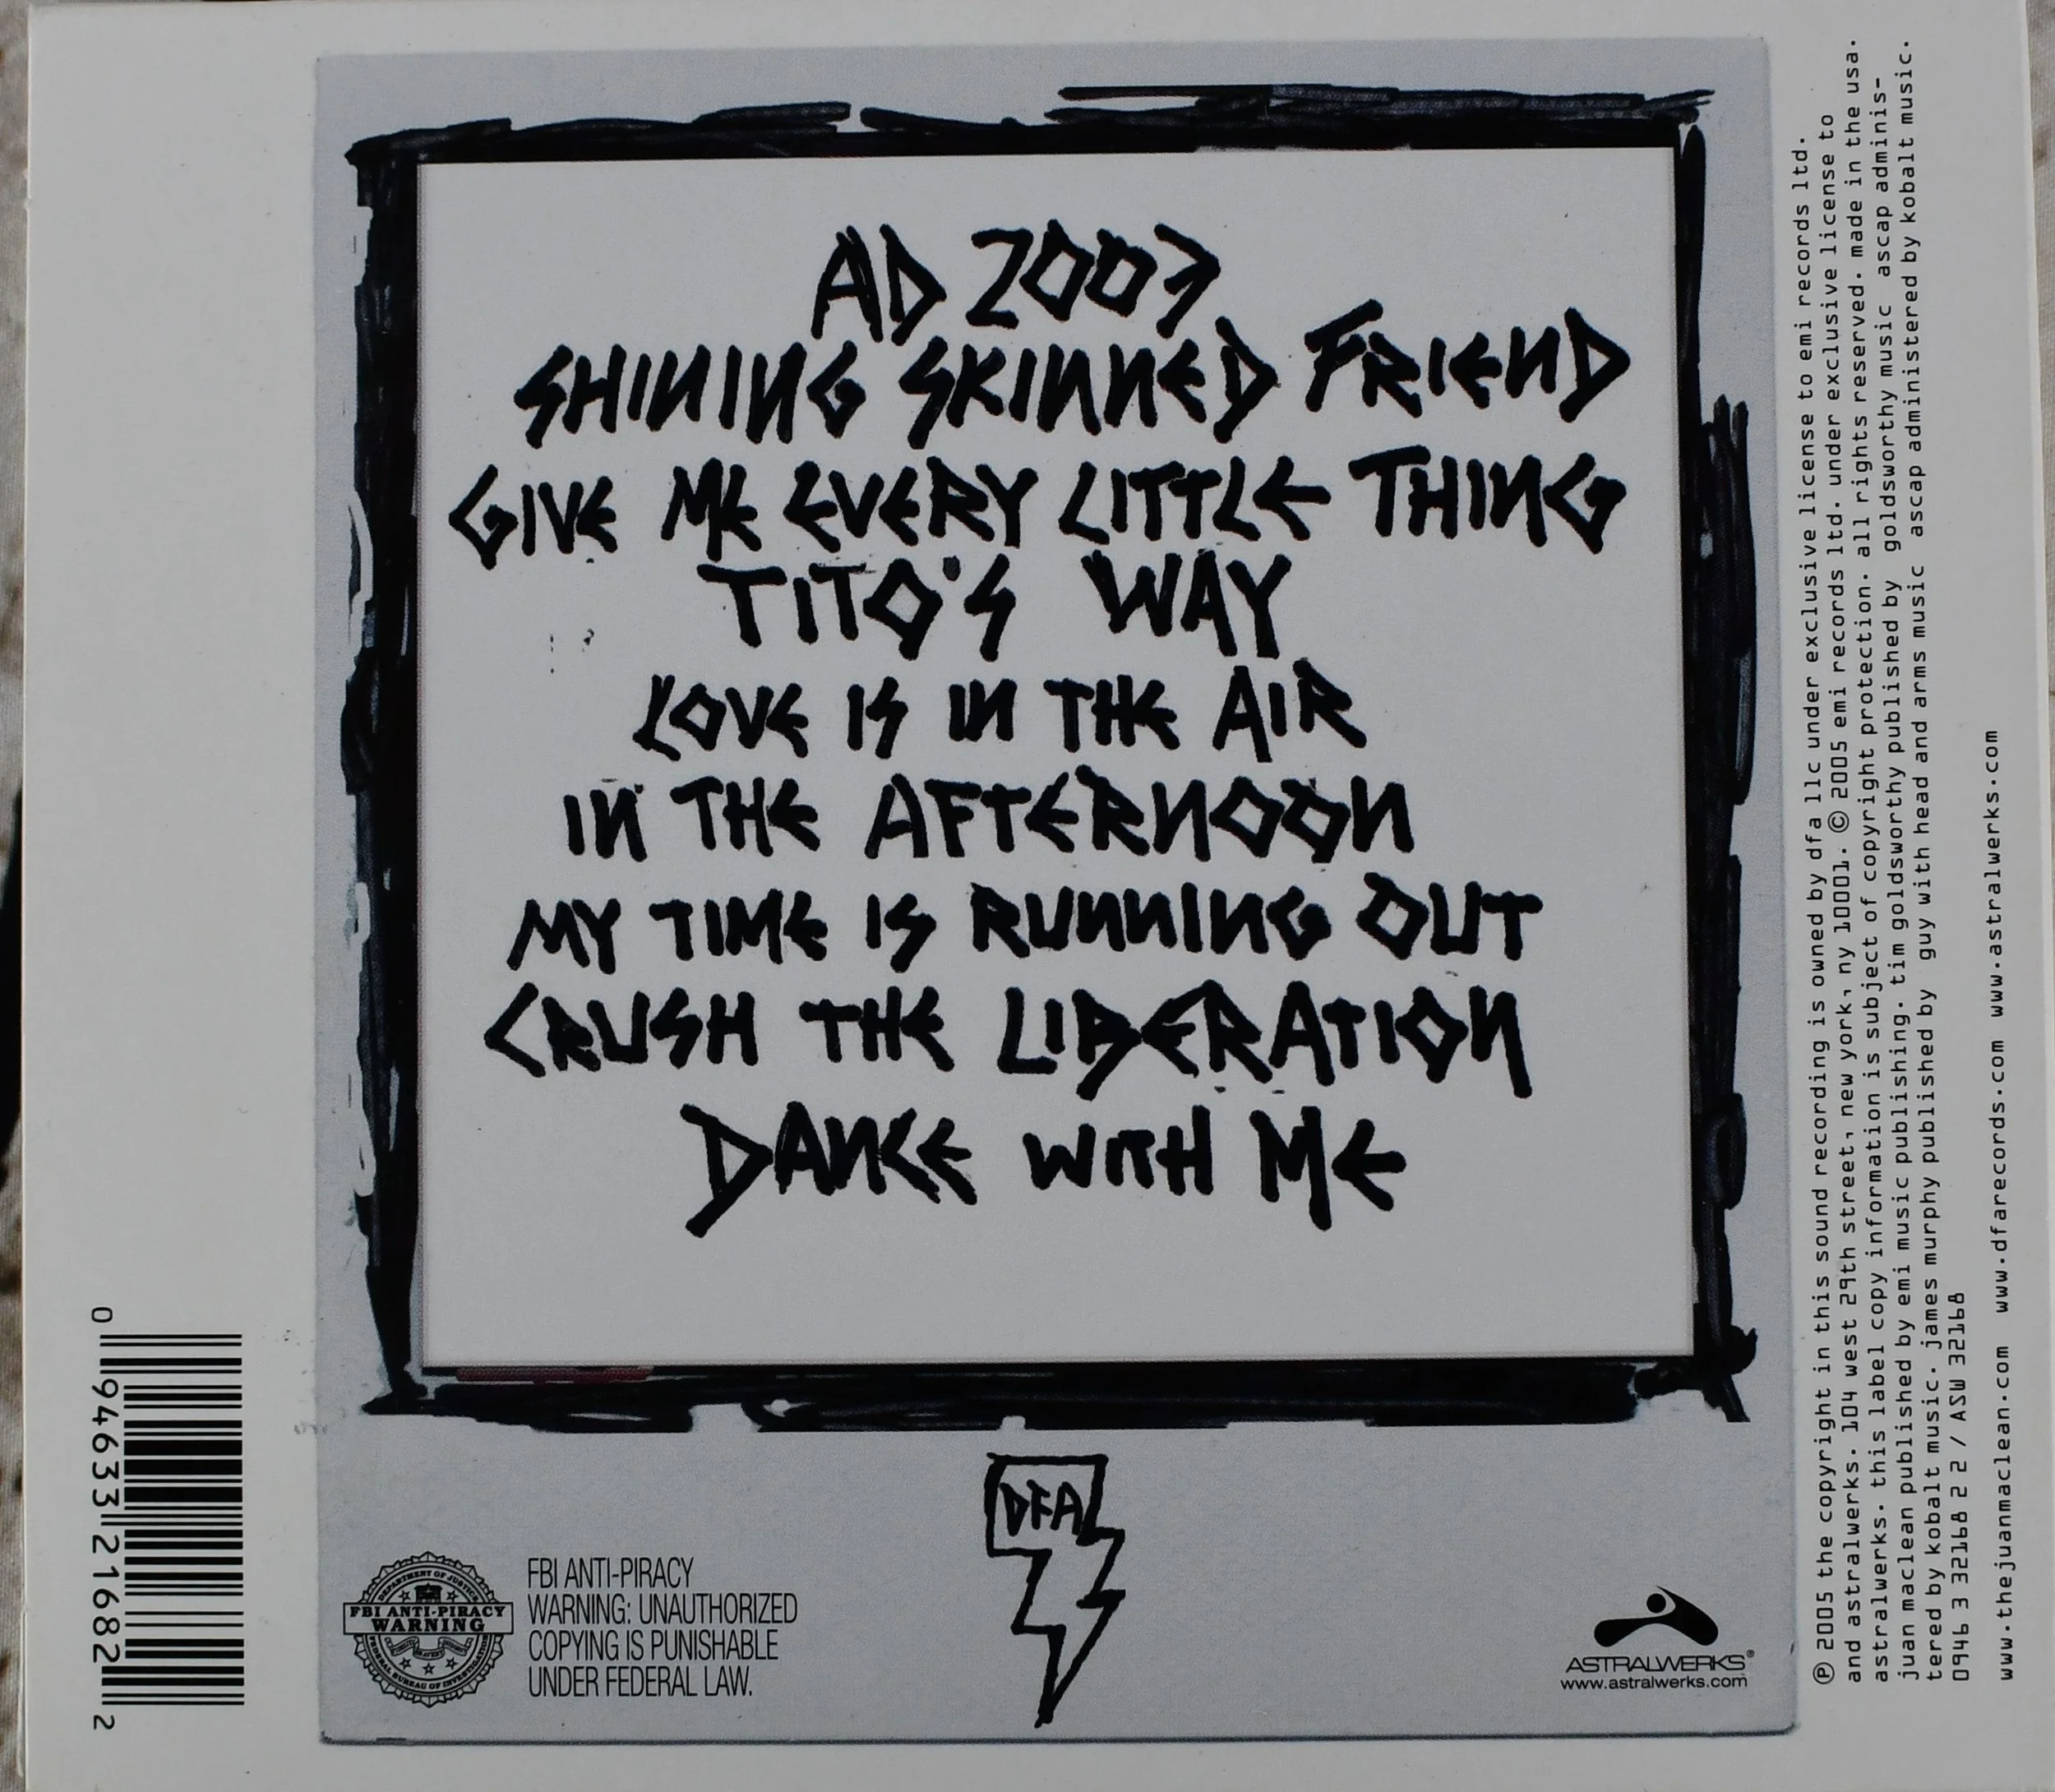 AD 2003
SHINING SKINNED FRIEND
GIVE ME EVERY LITTLE THING
TITO'S WAY
LOVE IS IN THE AIR
IN THE AFTERNOON
MY TIME IS RUNNING OUT
CRUSH THE LIBERATION
DANCE WITH ME
DFA
0 94633 21682 2
DEPARTMENT OF JUSTICE
FBI ANTI-PIRACY
WARNING
FEDERAL BUREAU OF INVESTIGATION
FBI ANTI-PIRACY
WARNING: UNAUTHORIZED
COPYING IS PUNISHABLE
UNDER FEDERAL LAW.
ASTRALWERKS®
www.astralwerks.com
℗ 2005 the copyright in this sound recording is owned by dfa llc under exclusive license to emi records ltd.
and astralwerks. 104 west 29th street, new york, ny 10001. © 2005 emi records ltd. under exclusive license to
astralwerks. this label copy information is subject of copyright protection. all rights reserved. made in the usa.
juan maclean published by emi music publishing. tim goldsworthy published by goldsworthy music ascap adminis-
tered by kobalt music. james murphy published by guy with head and arms music ascap administered by kobalt music.
0946 3 32168 2 2 / ASW 32168
www.thejuanmaclean.com www.dfarecords.com www.astralwerks.com